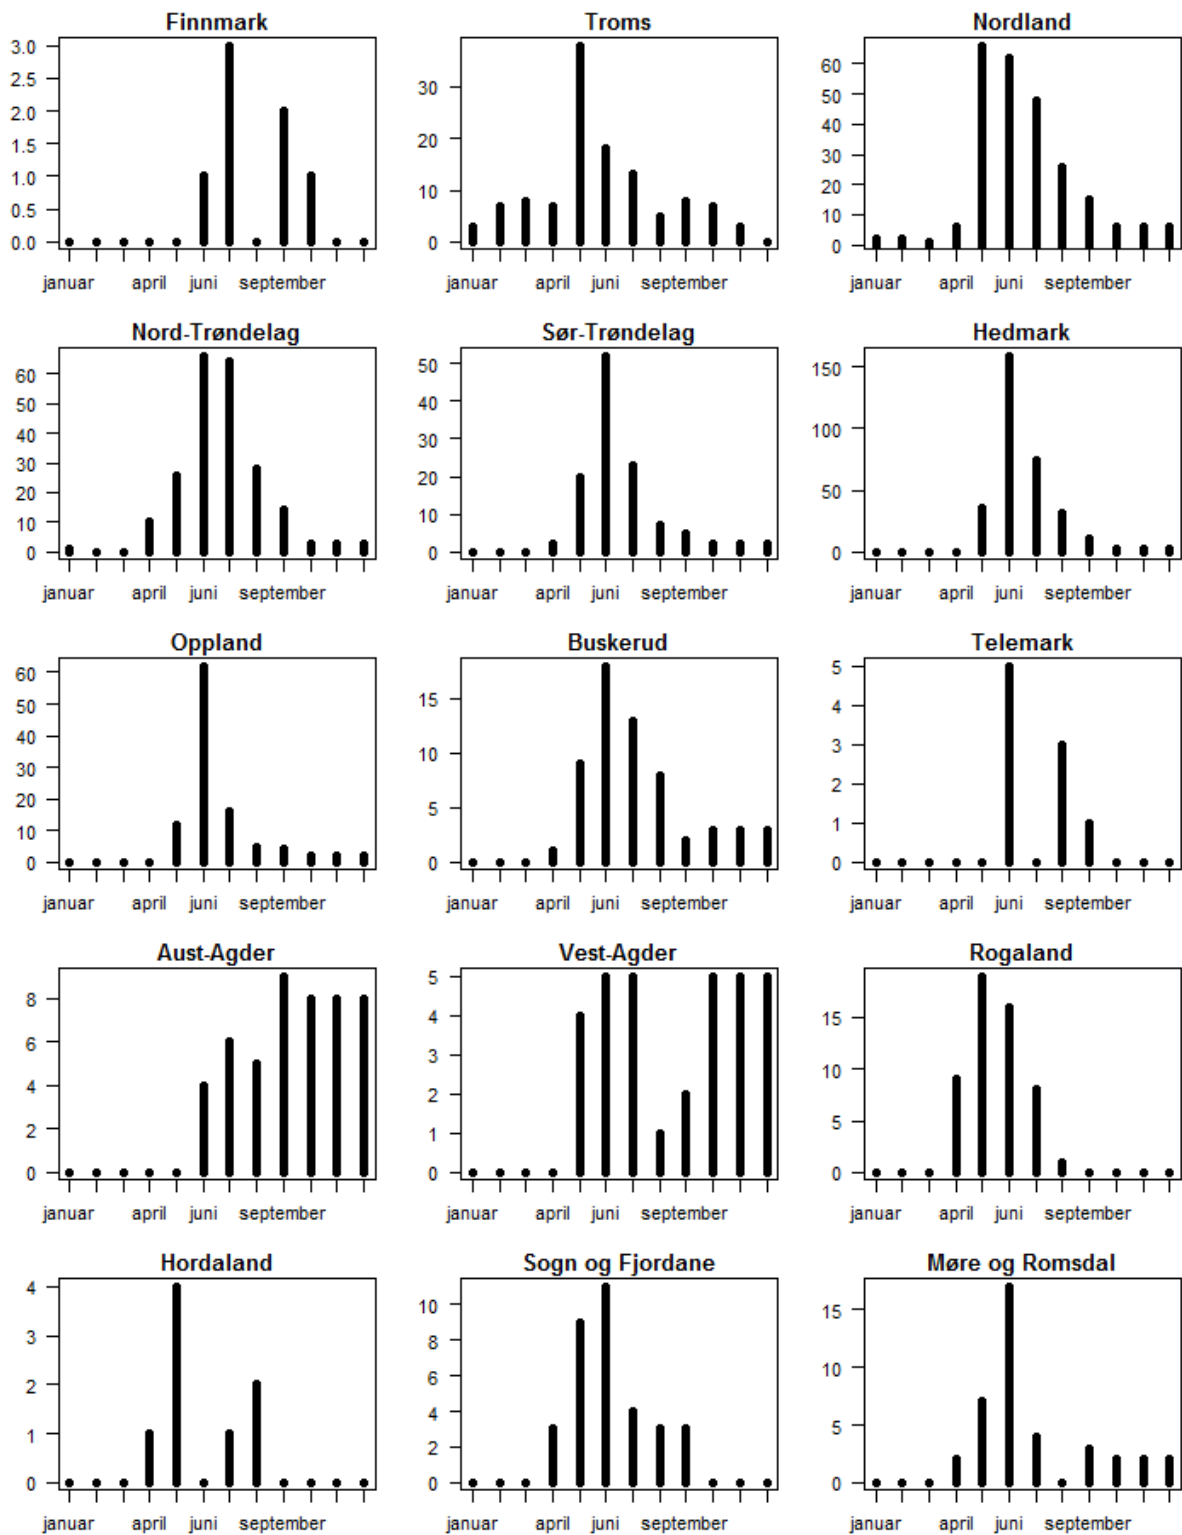 Finnmark
Troms
Nordland
3.0
2.5
2.0
1.5
1.0
0.5
0.0
30
20
10
0
60
50
40
30
20
10
0
januar april juni september
januar april juni september
januar april juni september
Nord-Trøndelag
Sør-Trøndelag
Hedmark
60
50
40
30
20
10
0
50
40
30
20
10
0
150
100
50
0
januar april juni september
januar april juni september
januar april juni september
Oppland
Buskerud
Telemark
60
50
40
30
20
10
0
15
10
5
0
5
4
3
2
1
0
januar april juni september
januar april juni september
januar april juni september
Aust-Agder
Vest-Agder
Rogaland
8
6
4
2
0
5
4
3
2
1
0
15
10
5
0
januar april juni september
januar april juni september
januar april juni september
Hordaland
Sogn og Fjordane
Møre og Romsdal
4
3
2
1
0
10
8
6
4
2
0
15
10
5
0
januar april juni september
januar april juni september
januar april juni september